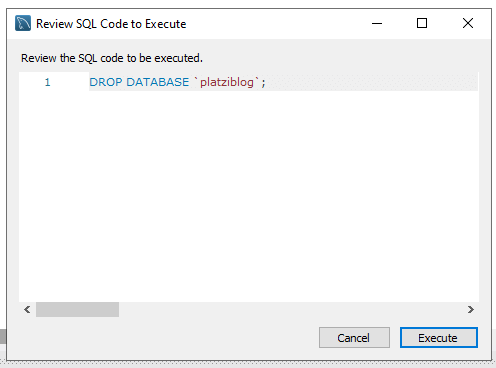 Review SQL Code to Execute
Review the SQL code to be executed.
1 DROP DATABASE `platziblog`;
Cancel Execute